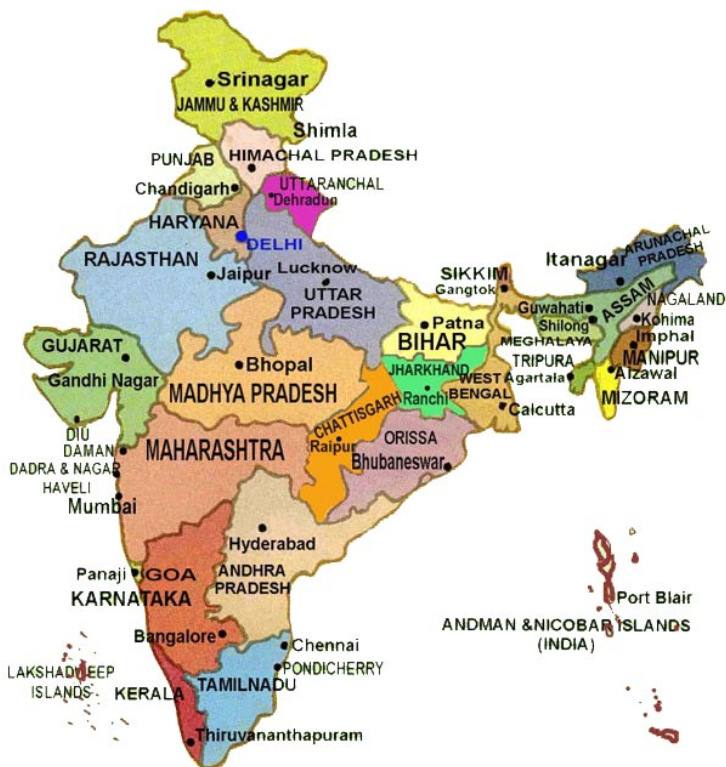 Srinagar
JAMMU & KASHMIR
Shimla
PUNJAB
HIMACHAL PRADESH
Chandigarh
UTTARANCHAL
Dehradun
HARYANA
DELHI
RAJASTHAN
Jaipur
Lucknow
UTTAR
PRADESH
SIKKIM
Gangtok
Itanagar
ARUNACHAL
PRADESH
ASSAM
NAGALAND
Guwahati
Shilong
Kohima
MEGHALAYA
Imphal
MANIPUR
TRIPURA
Agartala
Aizawal
MIZORAM
Patna
BIHAR
GUJARAT
Gandhi Nagar
Bhopal
MADHYA PRADESH
JHARKHAND
Ranchi
WEST
BENGAL
Calcutta
CHATTISGARH
Raipur
ORISSA
Bhubaneswar
DIU
DAMAN
DADRA & NAGAR
HAVELI
Mumbai
MAHARASHTRA
Hyderabad
ANDHRA
PRADESH
Panaji
GOA
KARNATAKA
Bangalore
Chennai
PONDICHERRY
TAMILNADU
KERALA
LAKSHADWEEP
ISLANDS
Thiruvananthapuram
Port Blair
ANDMAN & NICOBAR ISLANDS
(INDIA)